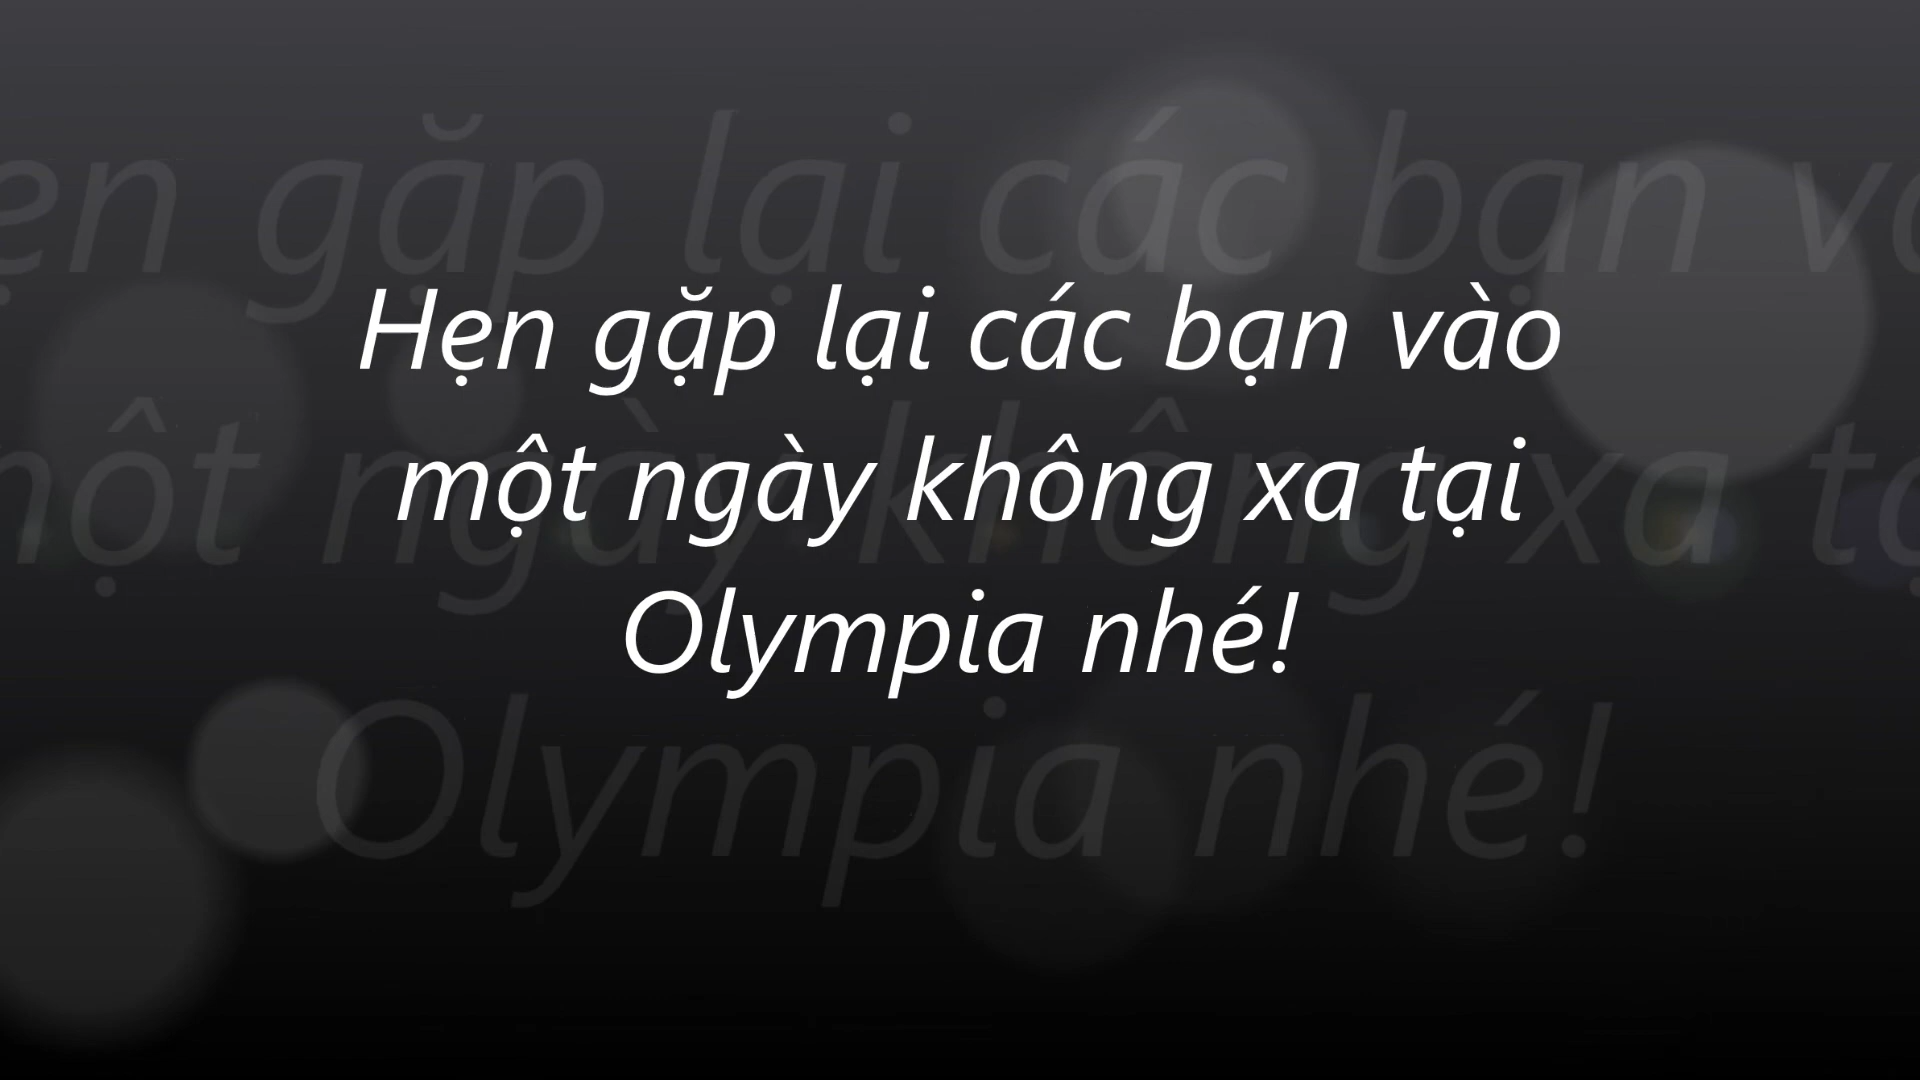 Hẹn gặp lại các bạn vào
một ngày không xa tại
Olympia nhé!